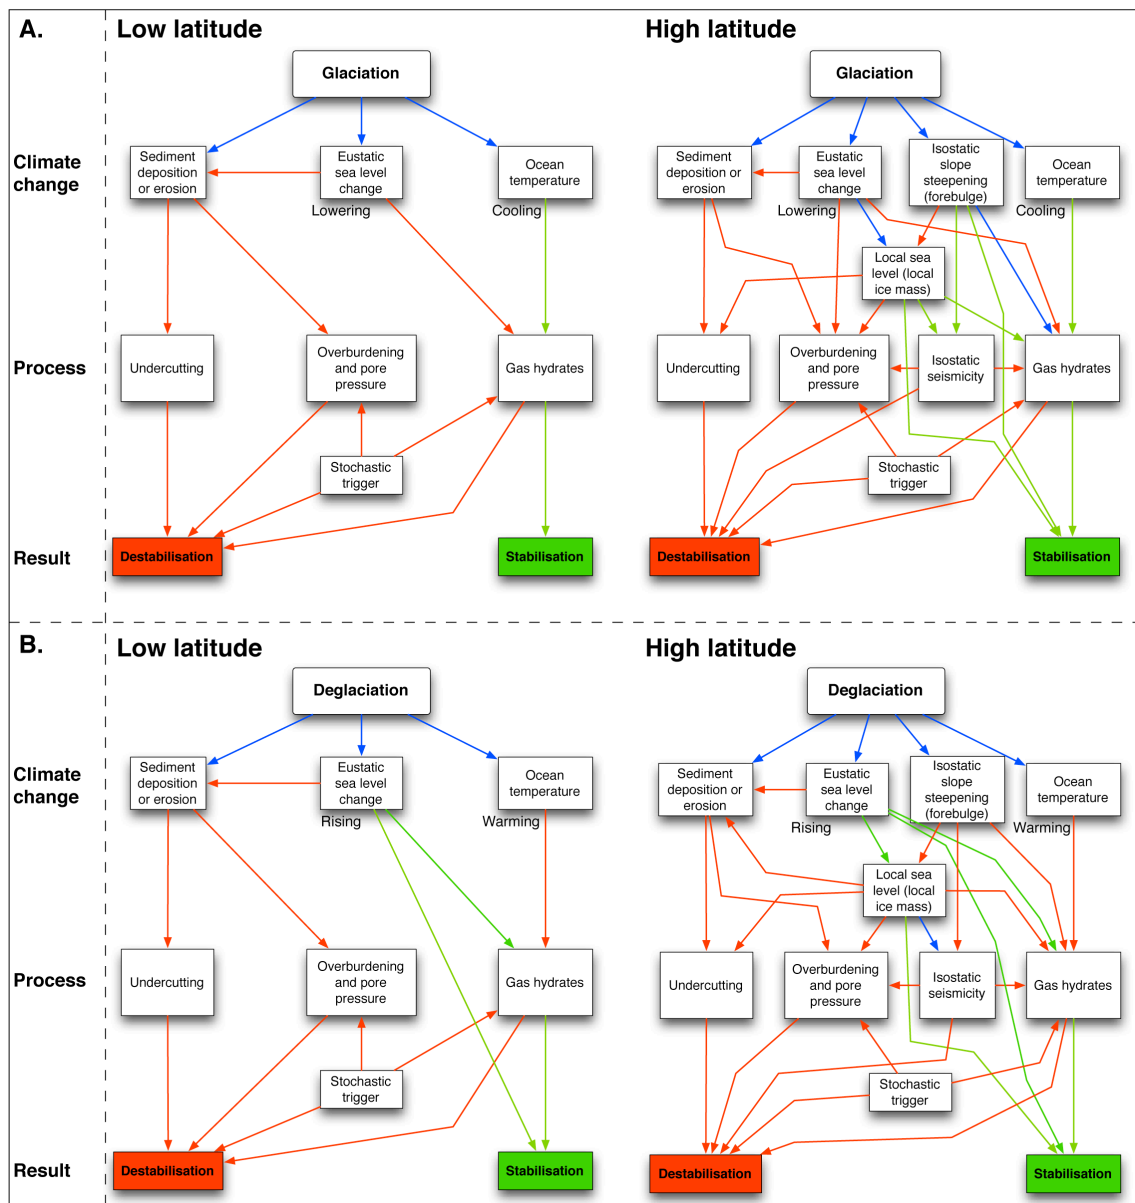 A.
Low latitude
High latitude
Glaciation
Glaciation
Climate
change
Sediment
deposition
or erosion
Eustatic
sea level
change
Lowering
Ocean
temperature
Cooling
Sediment
deposition or
erosion
Eustatic
sea level
change
Lowering
Isostatic
slope
steepening
(forebulge)
Ocean
temperature
Cooling
Local sea
level (local
ice mass)
Process
Undercutting
Overburdening
and pore
pressure
Gas hydrates
Undercutting
Overburdening
and pore
pressure
Isostatic
seismicity
Gas hydrates
Stochastic
trigger
Stochastic
trigger
Result
Destabilisation
Stabilisation
Destabilisation
Stabilisation
B.
Low latitude
High latitude
Deglaciation
Deglaciation
Climate
change
Sediment
deposition
or erosion
Eustatic
sea level
change
Rising
Ocean
temperature
Warming
Sediment
deposition or
erosion
Eustatic
sea level
change
Rising
Isostatic
slope
steepening
(forebulge)
Ocean
temperature
Warming
Local sea
level (local
ice mass)
Process
Undercutting
Overburdening
and pore
pressure
Gas hydrates
Undercutting
Overburdening
and pore
pressure
Isostatic
seismicity
Gas hydrates
Stochastic
trigger
Stochastic
trigger
Result
Destabilisation
Stabilisation
Destabilisation
Stabilisation